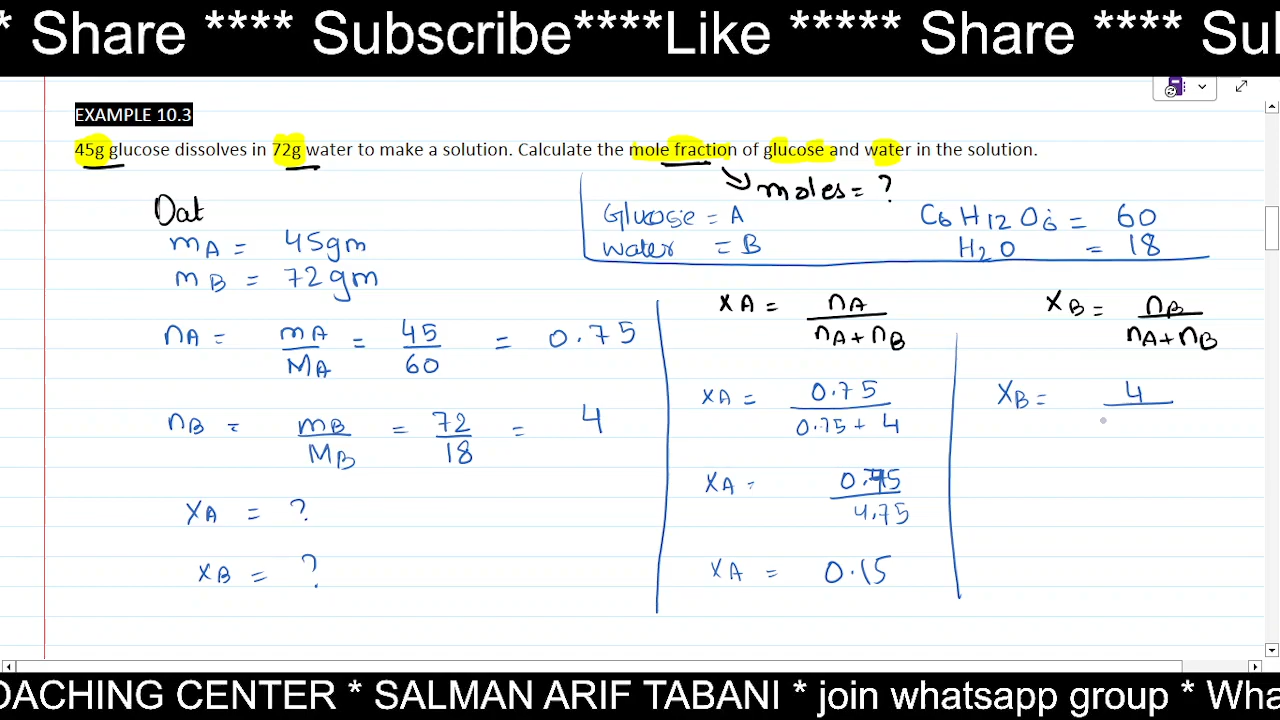 * Share **** Subscribe****Like ***** Share **** Sul
EXAMPLE 10.3
45g glucose dissolves in 72g water to make a solution. Calculate the mole fraction of glucose and water in the solution.
moles = ?
Glucose = A C6 H12 O6 = 60
water = B H2O = 18
Dat
mA = 45gm
mB = 72gm
nA = mA/MA = 45/60 = 0.75
nB = mB/MB = 72/18 = 4
XA = ?
XB = ?
XA = nA/nA+nB
XA = 0.75/0.75+4
XA = 0.75/4.75
XA = 0.15
XB = nB/nA+nB
XB = 4
OACHING CENTER * SALMAN ARIF TABANI * join whatsapp group * Wha